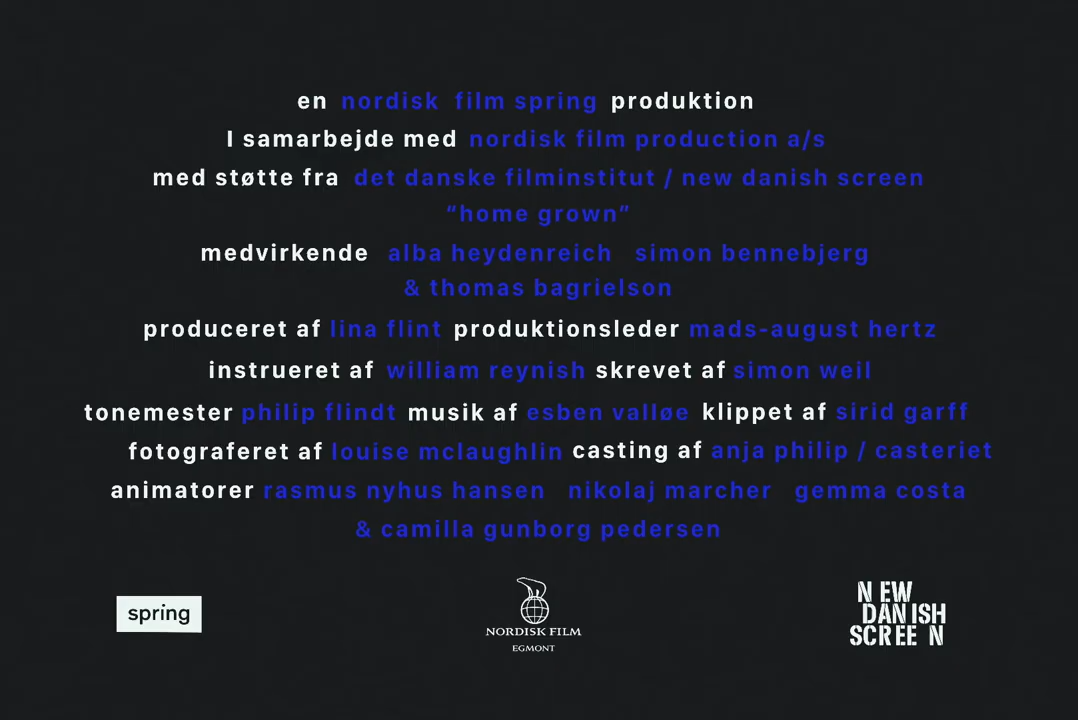 en nordisk film spring produktion
I samarbejde med nordisk film production a/s
med støtte fra det danske filminstitut / new danish screen
“home grown”
medvirkende alba heydenreich simon bennebjerg
& thomas bagrielson
produceret af lina flint produktionsleder mads-august hertz
instrueret af william reynish skrevet af simon weil
tonemester philip flindt musik af esben valløe klippet af sirid garff
fotograferet af louise mclaughlin casting af anja philip / casteriet
animatorer rasmus nyhus hansen nikolaj marcher gemma costa
& camilla gunborg pedersen
spring
NORDISK FILM
EGMONT
NEW
DANISH
SCREEN